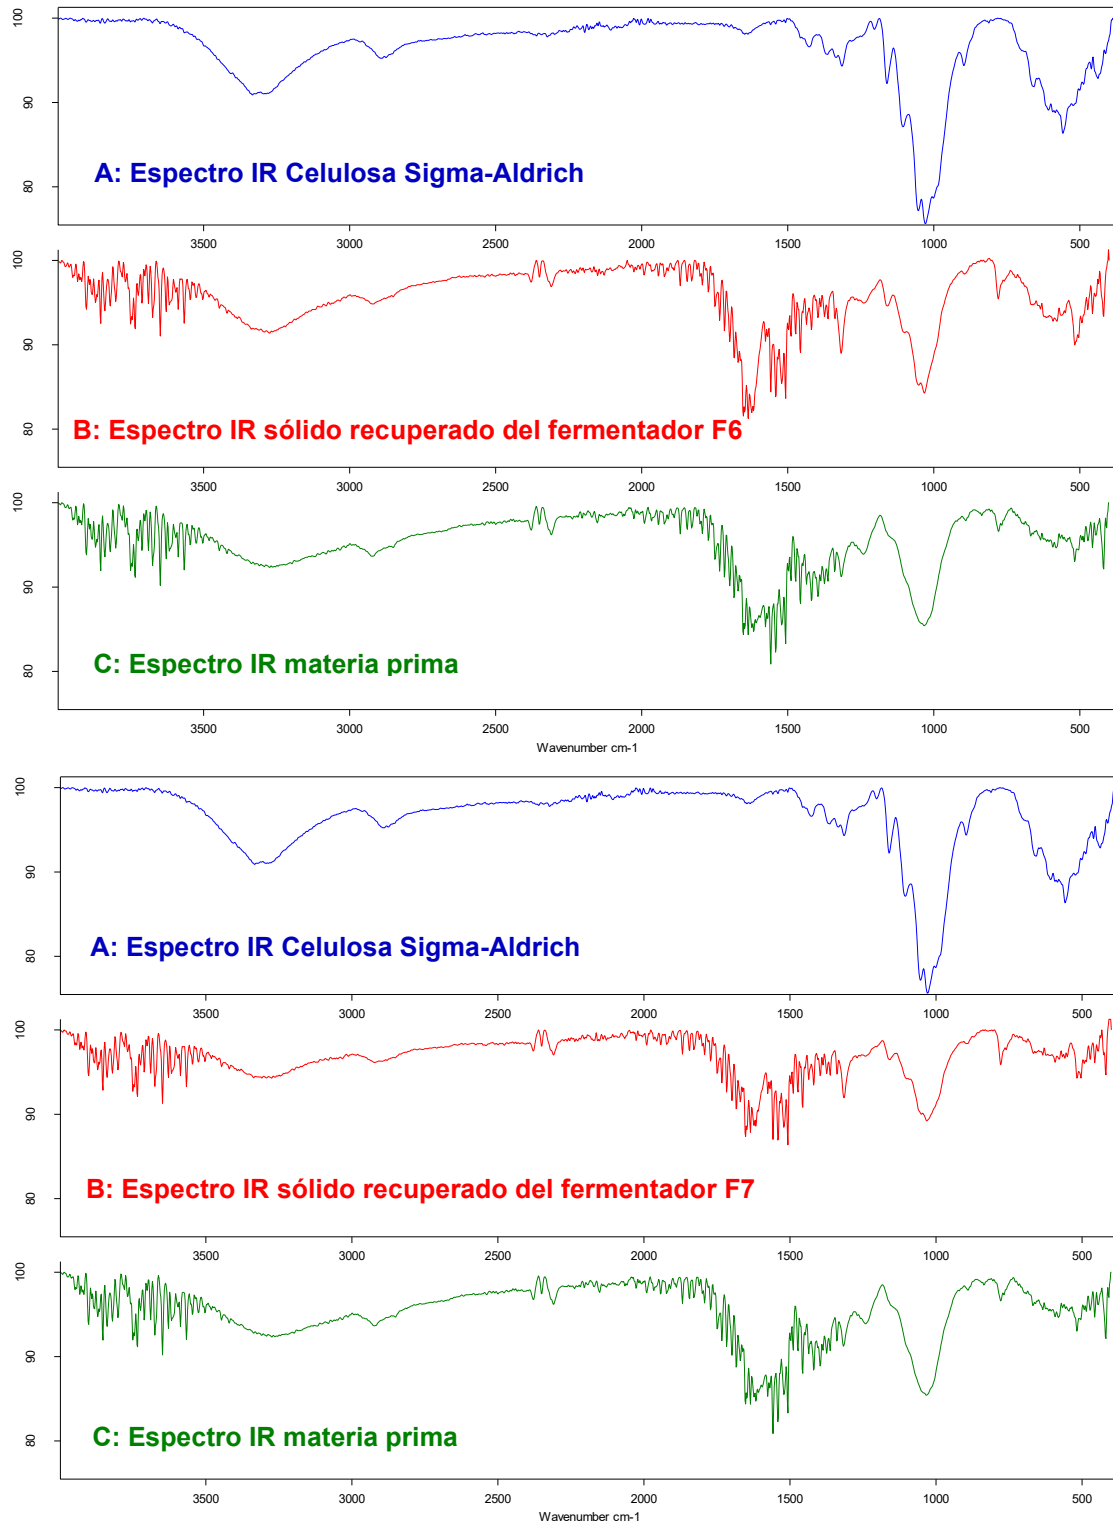 100
90
80
A: Espectro IR Celulosa Sigma-Aldrich
3500 3000 2500 2000 1500 1000 500
100
90
80
B: Espectro IR sólido recuperado del fermentador F6
3500 3000 2500 2000 1500 1000 500
100
90
80
C: Espectro IR materia prima
3500 3000 2500 2000 1500 1000 500
Wavenumber cm-1
100
90
80
A: Espectro IR Celulosa Sigma-Aldrich
3500 3000 2500 2000 1500 1000 500
100
90
80
B: Espectro IR sólido recuperado del fermentador F7
3500 3000 2500 2000 1500 1000 500
100
90
80
C: Espectro IR materia prima
3500 3000 2500 2000 1500 1000 500
Wavenumber cm-1